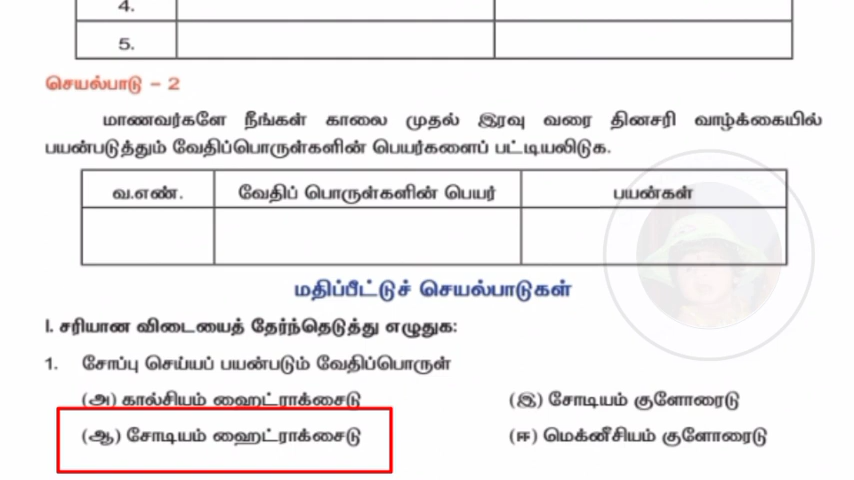 4.
5.
செயல்பாடு – 2
மாணவர்களே நீங்கள் காலை முதல் இரவு வரை தினசரி வாழ்க்கையில்
பயன்படுத்தும் வேதிப்பொருள்களின் பெயர்களைப் பட்டியலிடுக.
வ.எண். வேதிப் பொருள்களின் பெயர் பயன்கள்
மதிப்பீட்டுச் செயல்பாடுகள்
I. சரியான விடையைத் தேர்ந்தெடுத்து எழுதுக:
1. சோப்பு செய்யப் பயன்படும் வேதிப்பொருள்
(அ) கால்சியம் ஹைட்ராக்சைடு (இ) சோடியம் குளோரைடு
(ஆ) சோடியம் ஹைட்ராக்சைடு (ஈ) மெக்னீசியம் குளோரைடு